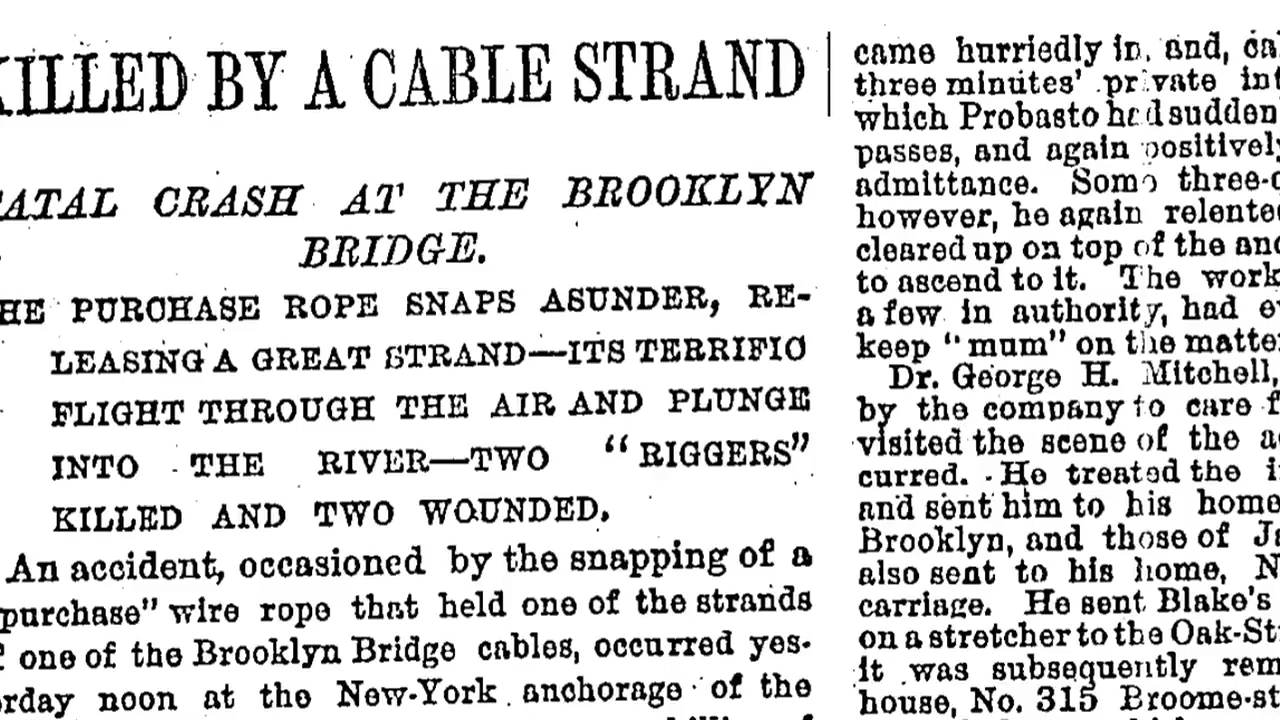 KILLED BY A CABLE STRAND
FATAL CRASH AT THE BROOKLYN
BRIDGE.
THE PURCHASE ROPE SNAPS ASUNDER, RE-
LEASING A GREAT STRAND—ITS TERRIFIC
FLIGHT THROUGH THE AIR AND PLUNGE
INTO THE RIVER—TWO "RIGGERS"
KILLED AND TWO WOUNDED.
An accident, occasioned by the snapping of a
purchase" wire rope that held one of the strands
of one of the Brooklyn Bridge cables, occurred yes-
terday noon at the New-York anchorage of the
came hurriedly in, and,
three minutes' private
which Probasto had sudden
passes, and again positively
admittance. Some three-
however, he again relented
cleared up on top of the
to ascend to it. The work
a few in authority, had
keep "mum" on the matter
Dr. George H. Mitchell,
by the company to care
visited the scene of the
curred. He treated the
and sent him to his home
Brooklyn, and those of
also sent to his home,
carriage. He sent Blake's
on a stretcher to the Oak-St
it was subsequently rem
house, No. 315 Broome-st